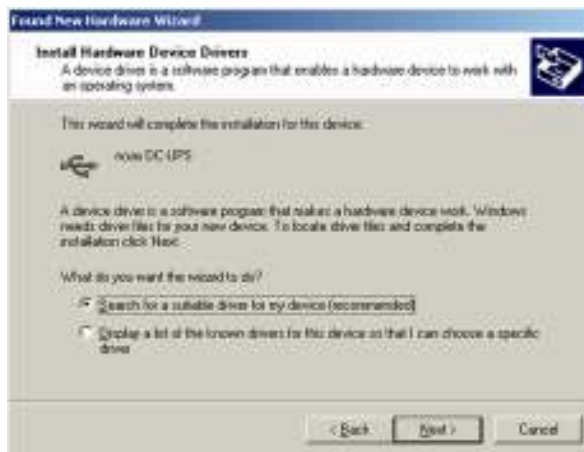 Found New Hardware Wizard
Install Hardware Device Drivers
A device driver is a software program that enables a hardware device to work with
an operating system.
This wizard will complete the installation for this device:
DC-UPS
A device driver is a software program that makes a hardware device work. Windows
needs driver files for your new device. To locate driver files and complete the
installation click Next.
What do you want the wizard to do?
Search for a suitable driver for my device (recommended)
Display a list of the known drivers for this device so that I can choose a specific
driver
< Back
Next >
Cancel